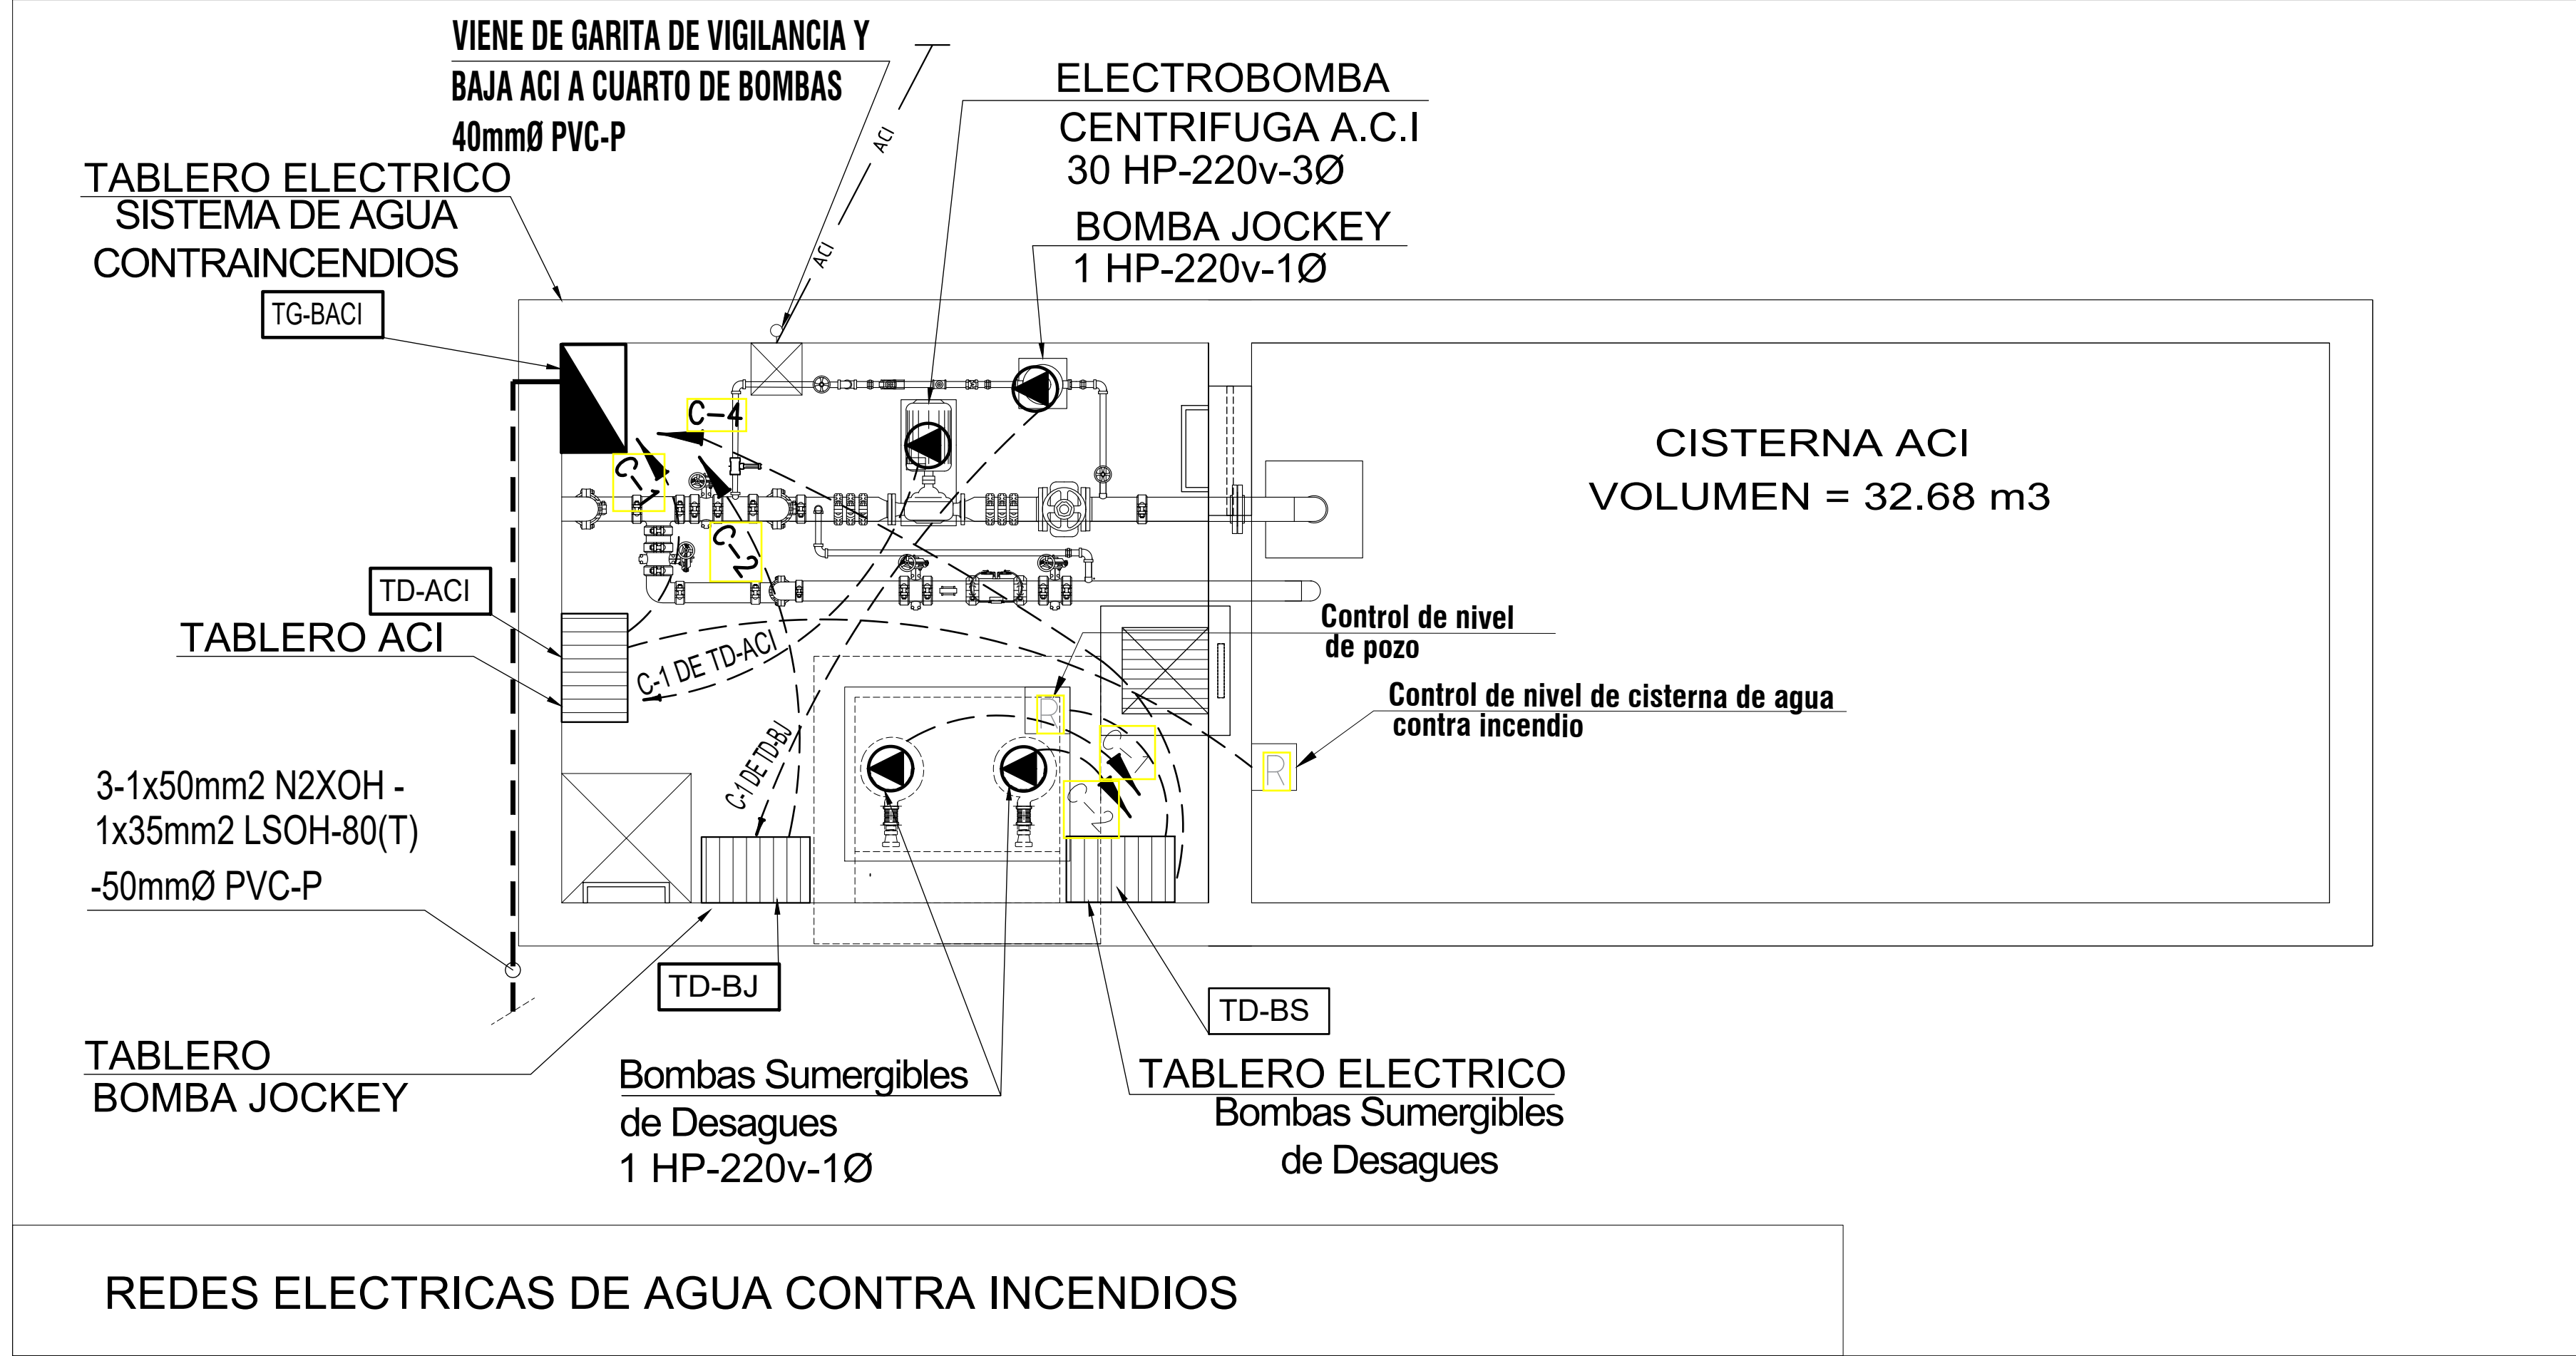 VIENE DE GARITA DE VIGILANCIA Y
BAJA ACI A CUARTO DE BOMBAS
40mmØ PVC-P
ACI
ACI
ELECTROBOMBA
CENTRIFUGA A.C.I
30 HP-220v-3Ø
BOMBA JOCKEY
1 HP-220v-1Ø
TABLERO ELECTRICO
SISTEMA DE AGUA
CONTRAINCENDIOS
TG-BACI
C-4
C-1
C-2
CISTERNA ACI
VOLUMEN = 32.68 m3
TD-ACI
TABLERO ACI
C-1 DE TD-ACI
C-1 DE TD-BJ
Control de nivel
de pozo
Control de nivel de cisterna de agua
contra incendio
R
R
C-1
C-2
3-1x50mm2 N2XOH -
1x35mm2 LSOH-80(T)
-50mmØ PVC-P
TD-BJ
TD-BS
TABLERO
BOMBA JOCKEY
Bombas Sumergibles
de Desagues
1 HP-220v-1Ø
TABLERO ELECTRICO
Bombas Sumergibles
de Desagues
REDES ELECTRICAS DE AGUA CONTRA INCENDIOS